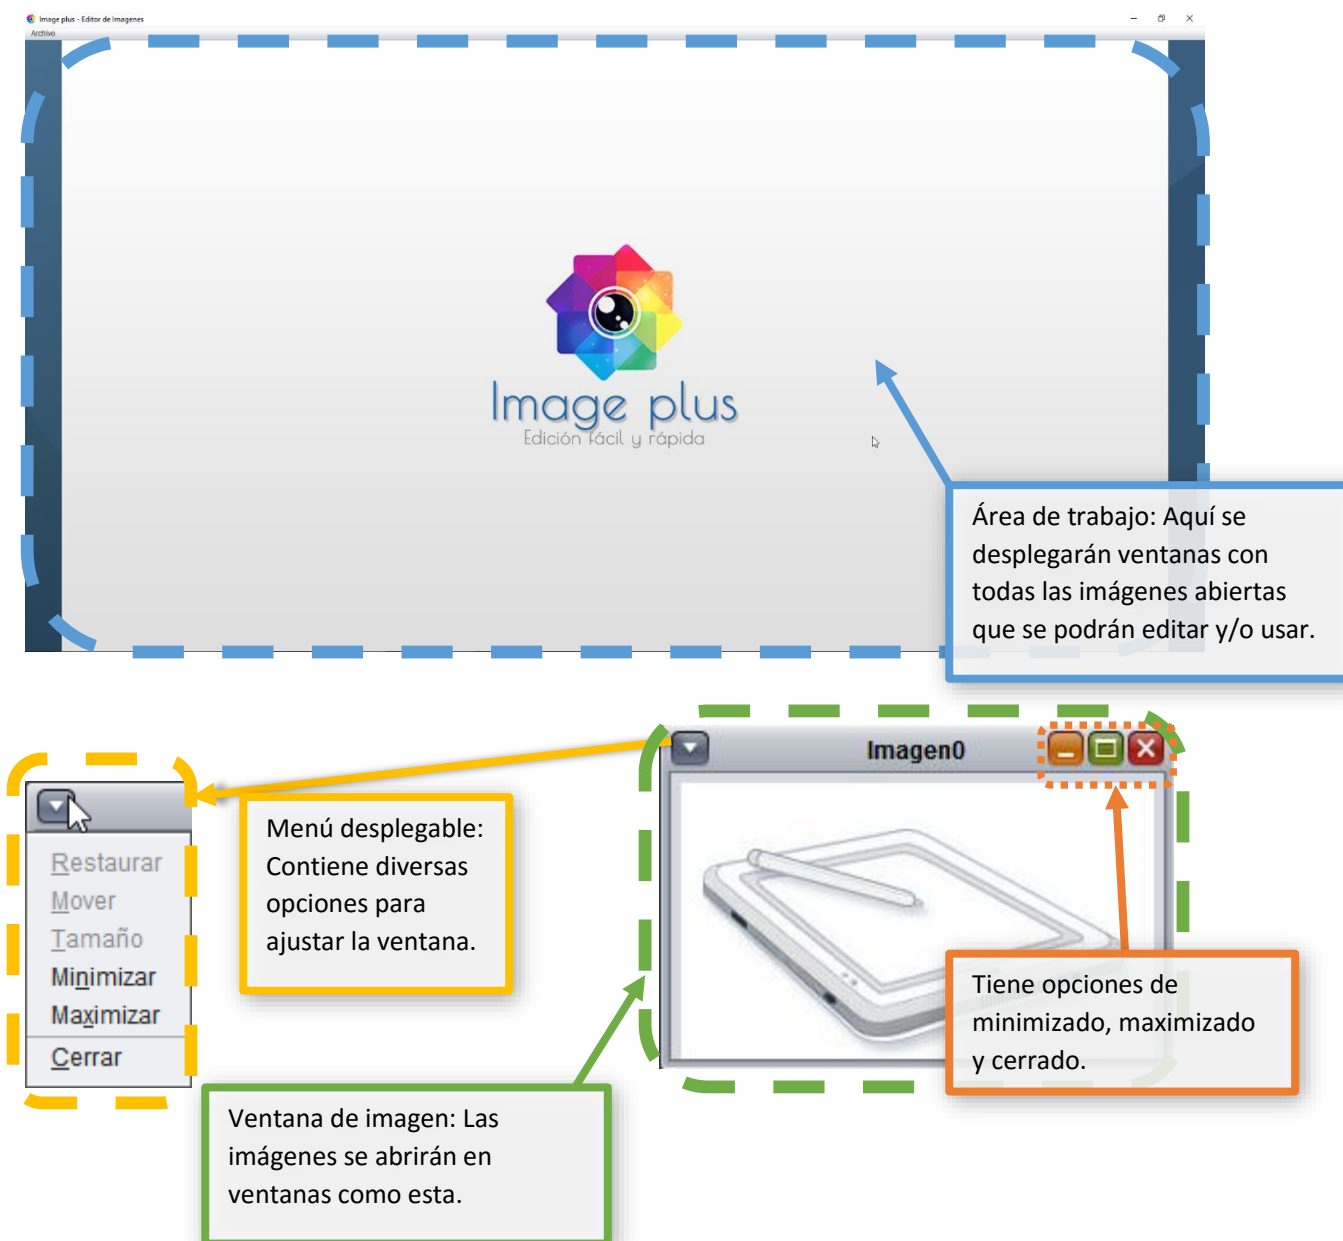 Image plus - Editor de Imagenes
Archivo
Image plus
Edición fácil y rápida
Área de trabajo: Aquí se
desplegarán ventanas con
todas las imágenes abiertas
que se podrán editar y/o usar.
Imagen0
Restaurar
Mover
Tamaño
Minimizar
Maximizar
Cerrar
Menú desplegable:
Contiene diversas
opciones para
ajustar la ventana.
Tiene opciones de
minimizado, maximizado
y cerrado.
Ventana de imagen: Las
imágenes se abrirán en
ventanas como esta.